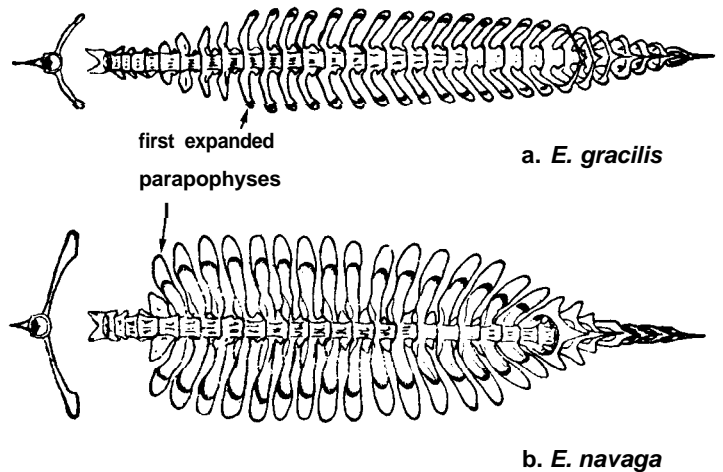 first expanded
parapophyses
a. E. gracilis
b. E. navaga